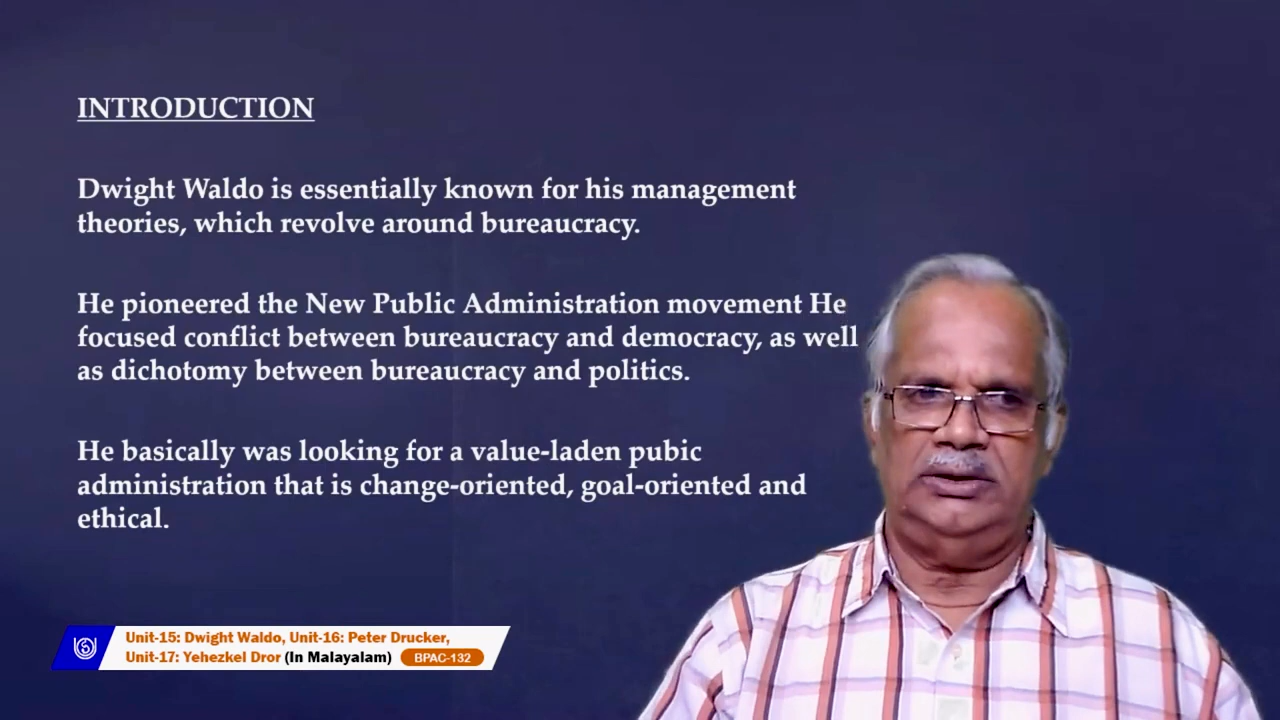 INTRODUCTION
Dwight Waldo is essentially known for his management
theories, which revolve around bureaucracy.
He pioneered the New Public Administration movement He
focused conflict between bureaucracy and democracy, as well
as dichotomy between bureaucracy and politics.
He basically was looking for a value-laden pubic
administration that is change-oriented, goal-oriented and
ethical.
Unit-15: Dwight Waldo, Unit-16: Peter Drucker,
Unit-17: Yehezkel Dror (In Malayalam) BPAC-132